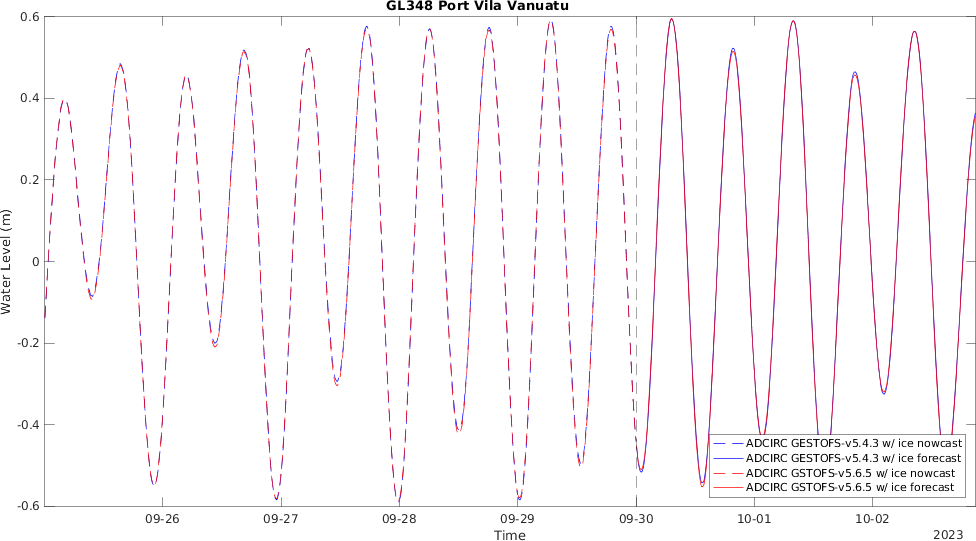 GL348 Port Vila Vanuatu
0.6
0.4
0.2
0
-0.2
-0.4
-0.6
Water Level (m)
ADCIRC GESTOFS-v5.4.3 w/ ice nowcast
ADCIRC GESTOFS-v5.4.3 w/ ice forecast
ADCIRC GSTOFS-v5.6.5 w/ ice nowcast
ADCIRC GSTOFS-v5.6.5 w/ ice forecast
09-26 09-27 09-28 09-29 09-30 10-01 10-02
Time
2023